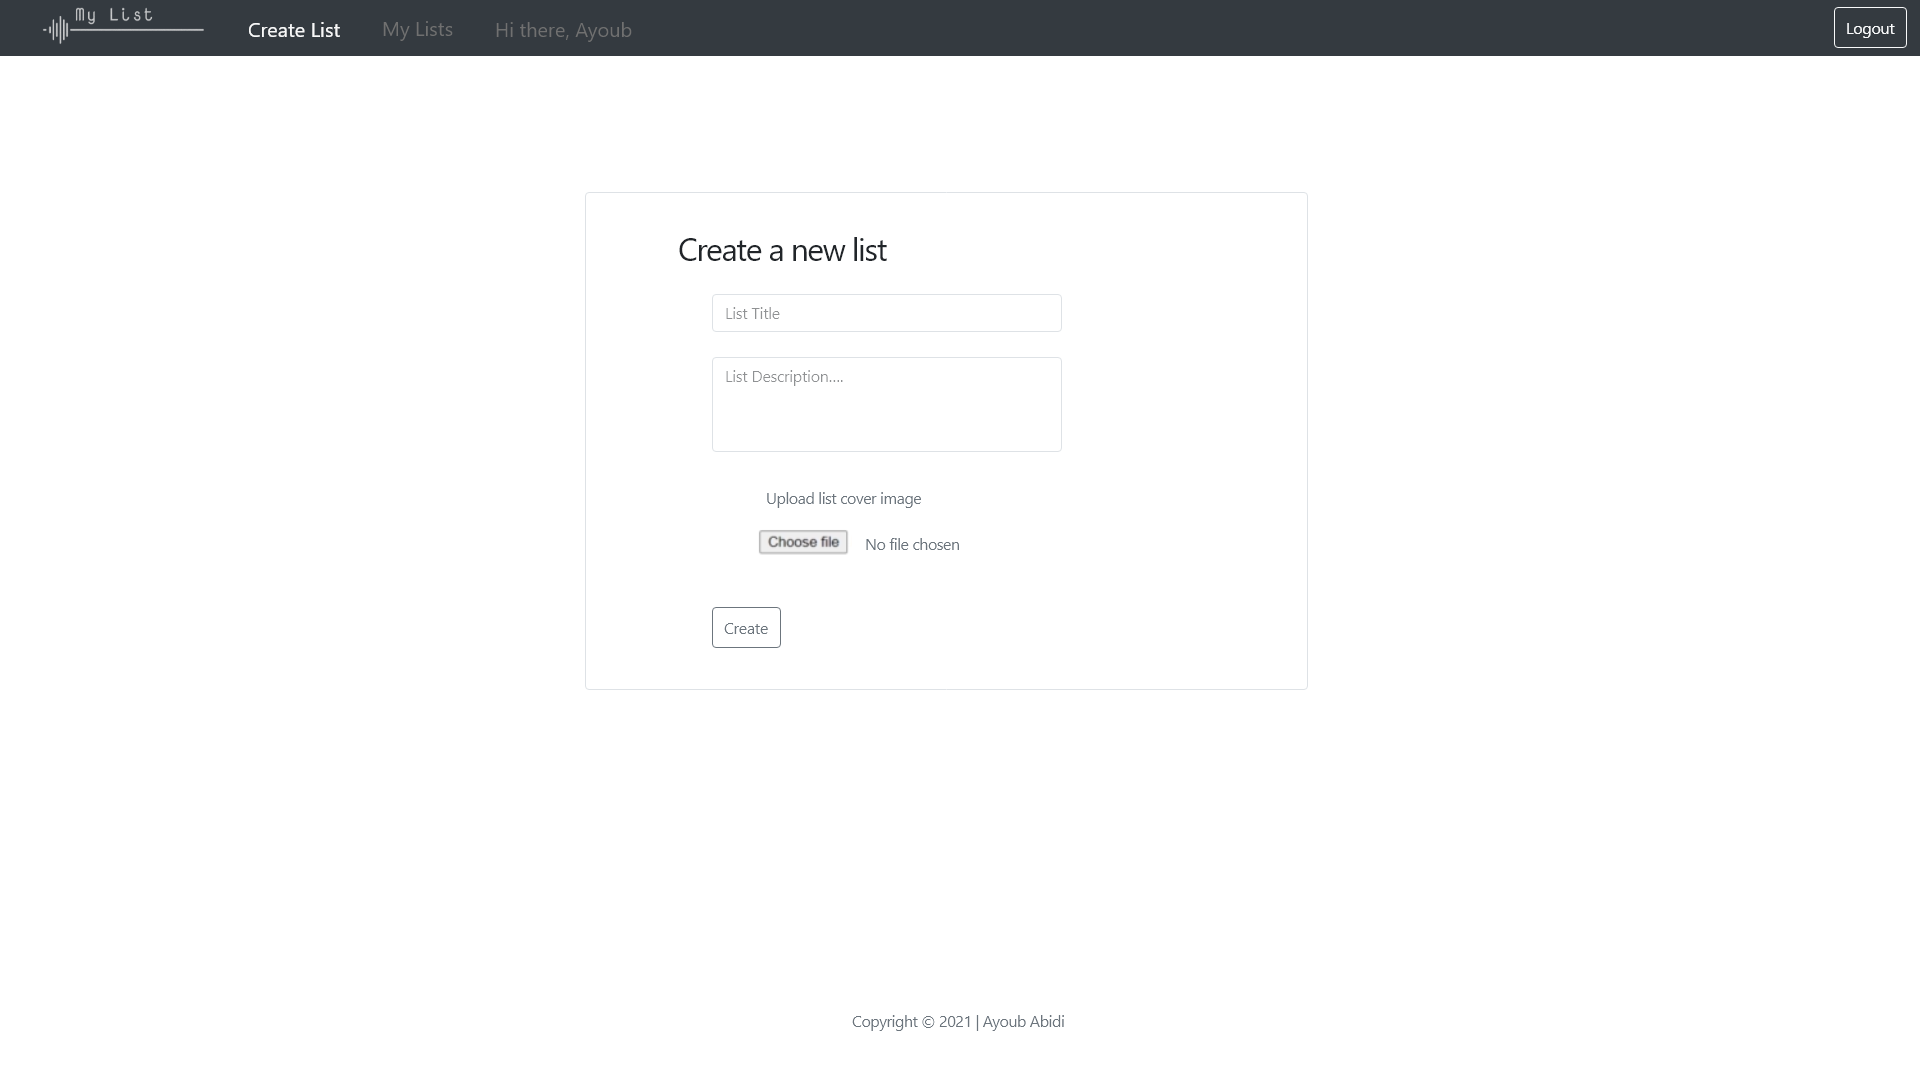 My List
Create List
My Lists
Hi there, Ayoub
Logout
Create a new list
List Title
List Description....
Upload list cover image
Choose file No file chosen
Create
Copyright © 2021 | Ayoub Abidi